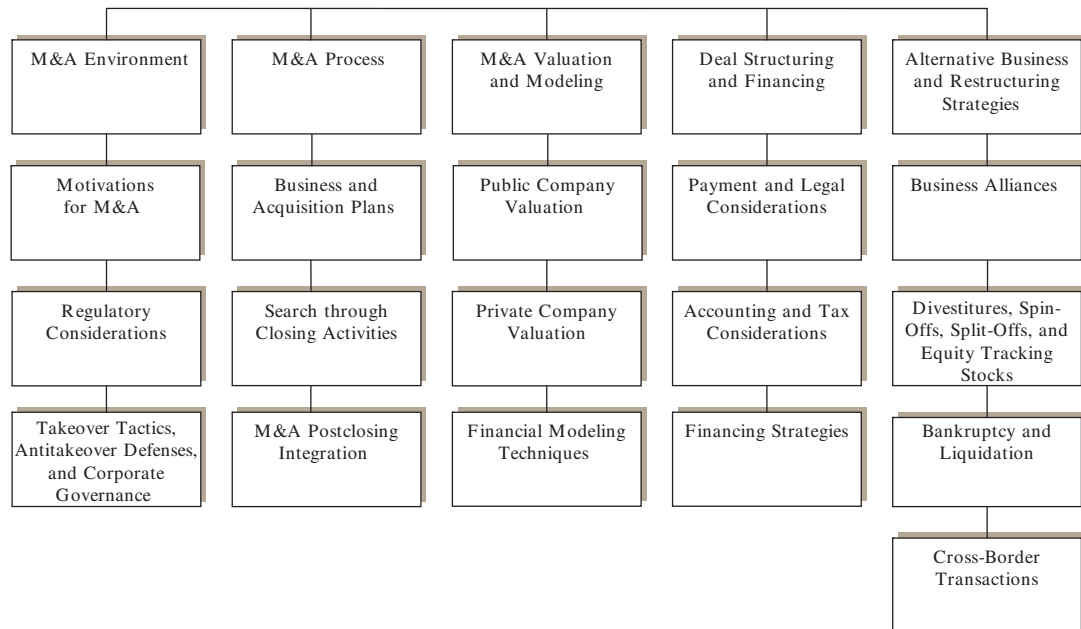 M&A Environment
M&A Process
M&A Valuation
and Modeling
Deal Structuring
and Financing
Alternative Business
and Restructuring
Strategies
Motivations
for M&A
Business and
Acquisition Plans
Public Company
Valuation
Payment and Legal
Considerations
Business Alliances
Regulatory
Considerations
Search through
Closing Activities
Private Company
Valuation
Accounting and Tax
Considerations
Divestitures, Spin-
Offs, Split-Offs, and
Equity Tracking
Stocks
Takeover Tactics,
Antitakeover Defenses,
and Corporate
Governance
M&A Postclosing
Integration
Financial Modeling
Techniques
Financing Strategies
Bankruptcy and
Liquidation
Cross-Border
Transactions